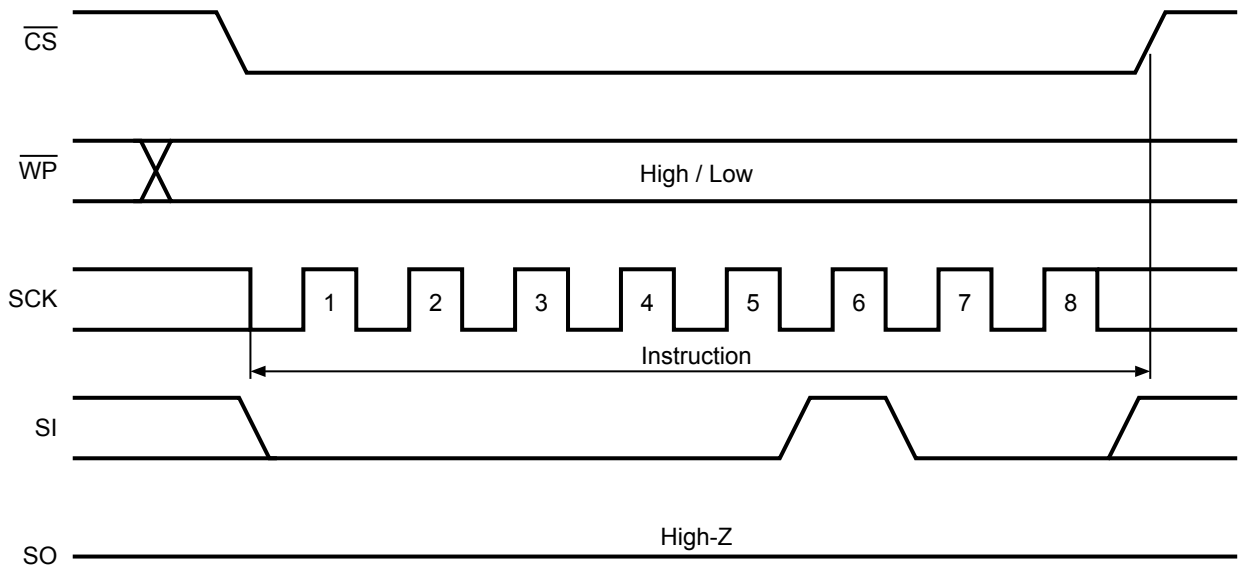 CS
WP
High / Low
SCK
1 2 3 4 5 6 7 8
Instruction
SI
High-Z
SO